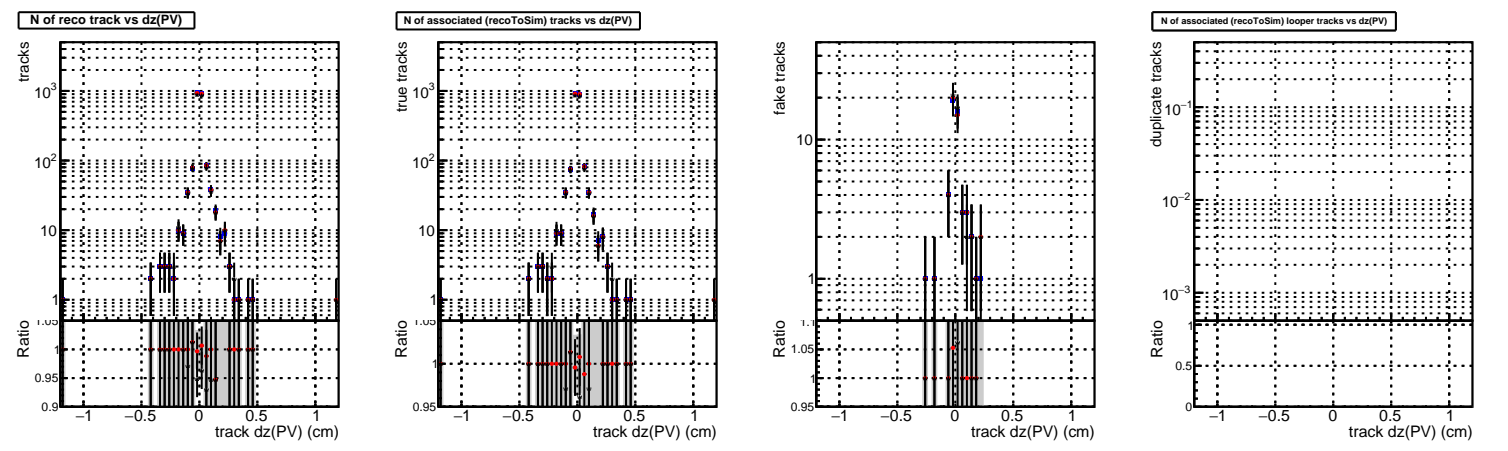 N of reco track vs dz(PV)
tracks
10³
10²
10
1
1.05
1
0.95
0.9
Ratio
−1 −0.5 0 0.5 1
track dz(PV) (cm)
N of associated (recoToSim) tracks vs dz(PV)
true tracks
10³
10²
10
1
1.05
1
0.95
Ratio
−1 −0.5 0 0.5 1
track dz(PV) (cm)
fake tracks
10
1
1.1
1.05
1
0.95
Ratio
−1 −0.5 0 0.5 1
track dz(PV) (cm)
N of associated (recoToSim) looper tracks vs dz(PV)
duplicate tracks
10⁻¹
10⁻²
10⁻³
1
0.5
0
Ratio
−1 −0.5 0 0.5 1
track dz(PV) (cm)